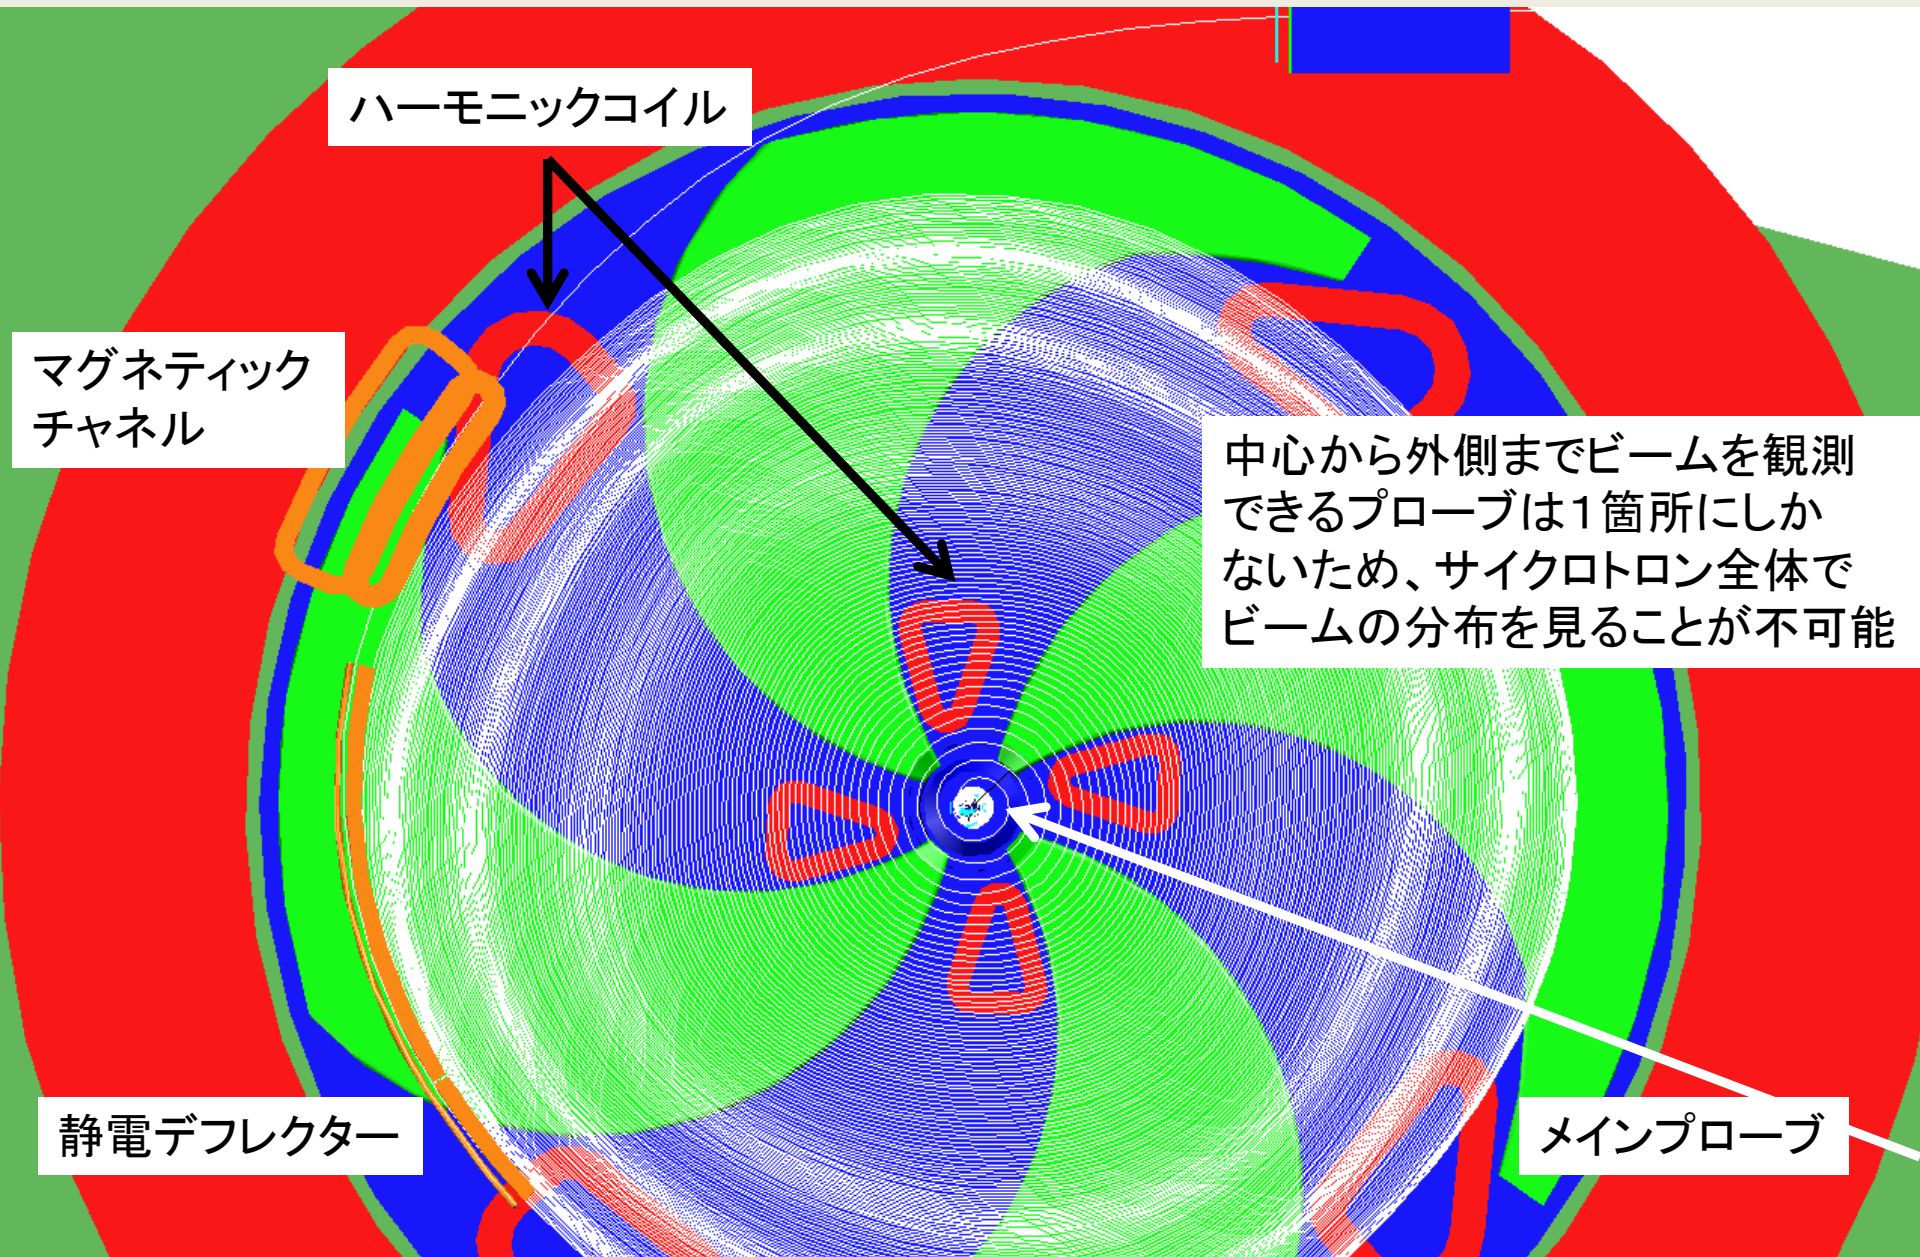 ハーモニックコイル
マグネティック
チャネル
中心から外側までビームを観測
できるプローブは１箇所にしか
ないため、サイクロトロン全体で
ビームの分布を見ることが不可能
静電デフレクター
メインプローブ